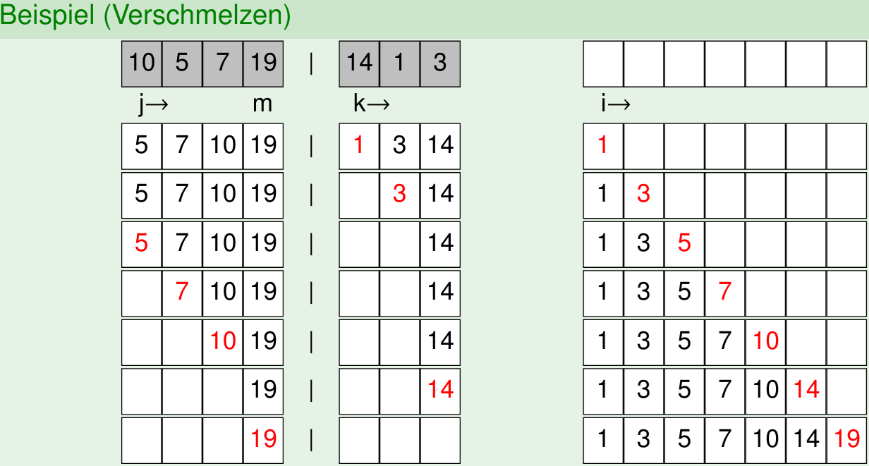 Beispiel (Verschmelzen)
10 5 7 19 | 14 1 3
j→ m k→ i→
5 7 10 19 | 1 3 14 1
5 7 10 19 | 3 14 1 3
5 7 10 19 | 14 1 3 5
7 10 19 | 14 1 3 5 7
10 19 | 14 1 3 5 7 10
19 | 14 1 3 5 7 10 14
19 | 1 3 5 7 10 14 19